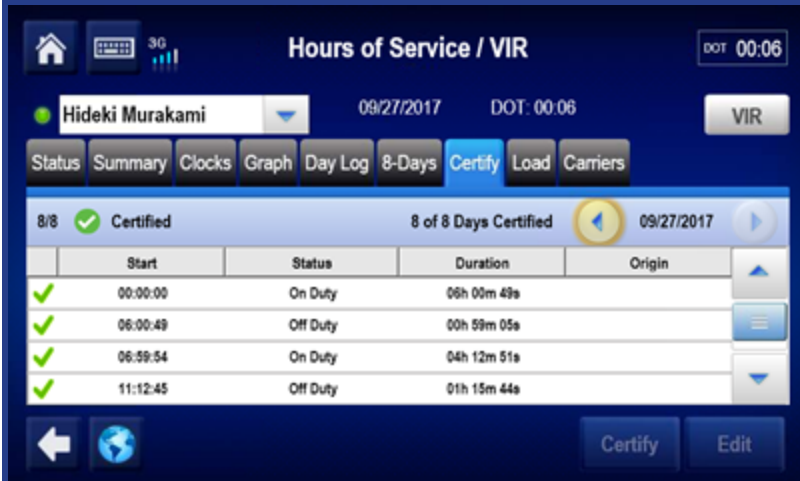 3G
Hours of Service / VIR
DOT 00:06
Hideki Murakami
09/27/2017
DOT: 00:06
VIR
Status Summary Clocks Graph Day Log 8-Days Certify Load Carriers
8/8 Certified 8 of 8 Days Certified 09/27/2017
Start Status Duration Origin
00:00:00 On Duty 06h 00m 49s
06:00:49 Off Duty 00h 59m 05s
06:59:54 On Duty 04h 12m 51s
11:12:45 Off Duty 01h 15m 44s
Certify Edit